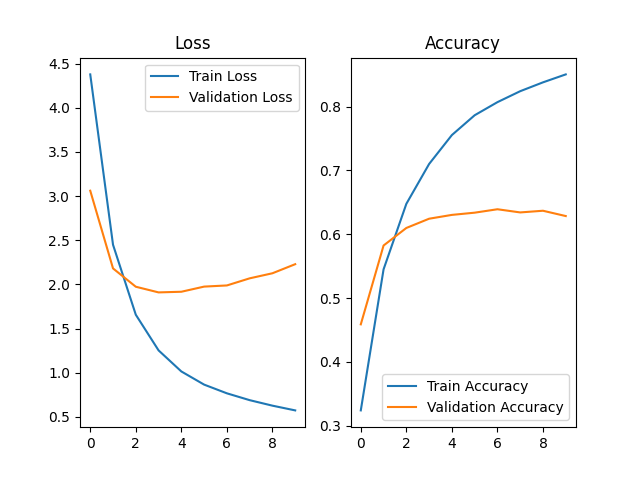 Loss
4.5
4.0
3.5
3.0
2.5
2.0
1.5
1.0
0.5
0 2 4 6 8
Train Loss
Validation Loss
Accuracy
0.8
0.7
0.6
0.5
0.4
0.3
0 2 4 6 8
Train Accuracy
Validation Accuracy